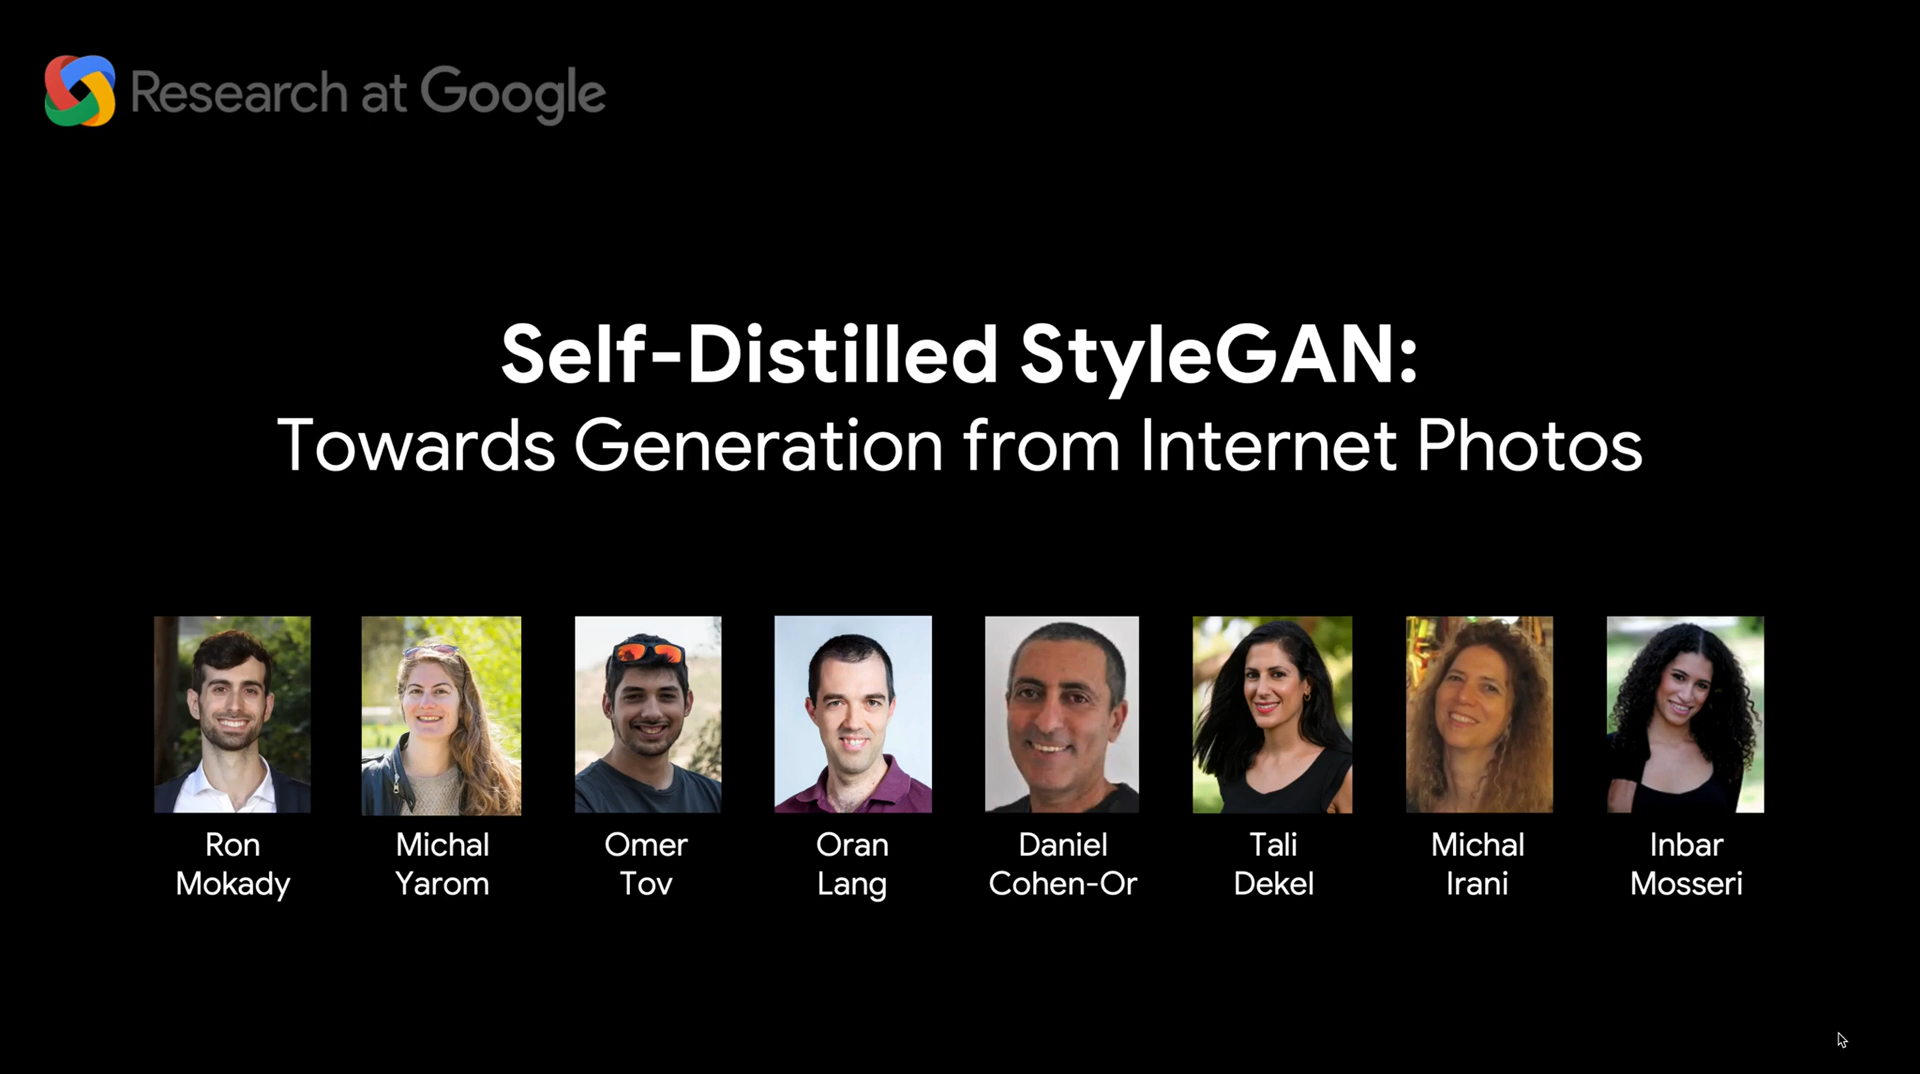 Research at Google
Self-Distilled StyleGAN:
Towards Generation from Internet Photos
Ron
Mokady
Michal
Yarom
Omer
Tov
Oran
Lang
Daniel
Cohen-Or
Tali
Dekel
Michal
Irani
Inbar
Mosseri